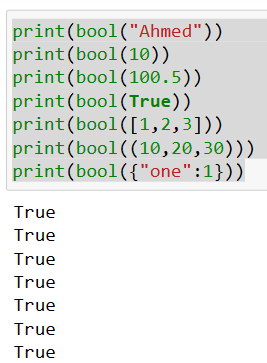 print(bool("Ahmed"))
print(bool(10))
print(bool(100.5))
print(bool(True))
print(bool([1,2,3]))
print(bool((10,20,30)))
print(bool({"one":1}))
True
True
True
True
True
True
True